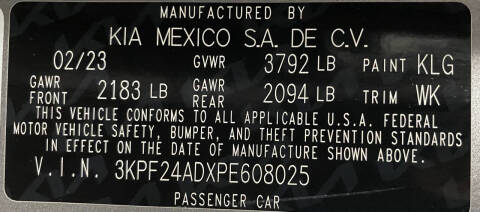 MANUFACTURED BY
KIA MEXICO S.A. DE C.V.
02/23 GVWR 3792 LB PAINT KLG
GAWR FRONT 2183 LB GAWR REAR 2094 LB TRIM WK
THIS VEHICLE CONFORMS TO ALL APPLICABLE U.S.A. FEDERAL
MOTOR VEHICLE SAFETY, BUMPER, AND THEFT PREVENTION STANDARDS
IN EFFECT ON THE DATE OF MANUFACTURE SHOWN ABOVE.
V.I.N. 3KPF24ADXPE608025
PASSENGER CAR